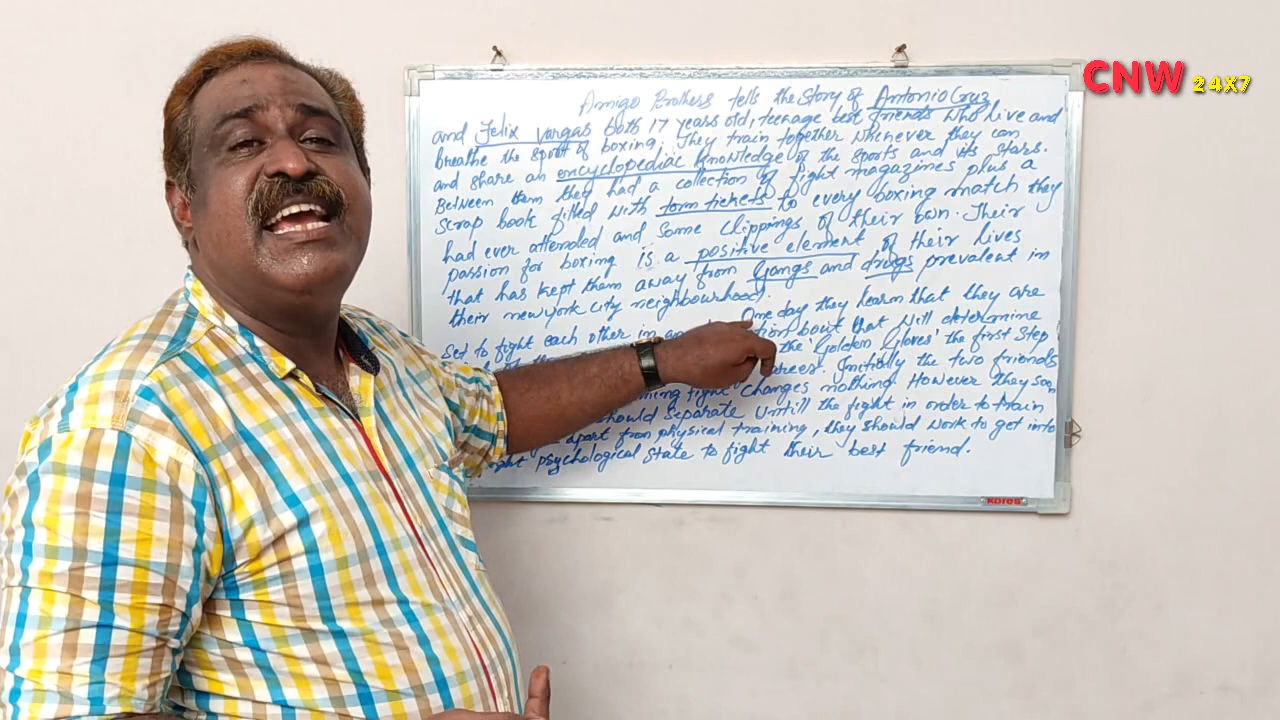 CNW 24X7
Amigo Brothers tells the story of Antonio Cruz
and Felix Vargas both 17 years old, teenage best friends who live and
breathe the sport of boxing. They train together whenever they can
and share an encyclopediac knowledge of the sports and its stars.
Between them they had a collection of fight magazines plus a
scrap book filled with torn tickets to every boxing match they
had ever attended and some clippings of their own. Their
passion for boxing is a positive element of their lives
that has kept them away from Gangs and drugs prevalent in
their newyork city neighbourhood.
One day they learn that they are
Set to fight each other in an bout that will determine
the 'Golden Gloves' the first step
Initially the two friends
fight changes nothing. However they soon
should separate untill the fight in order to train
apart from physical training, they should work to get into
psychological state to fight their best friend.
KORES